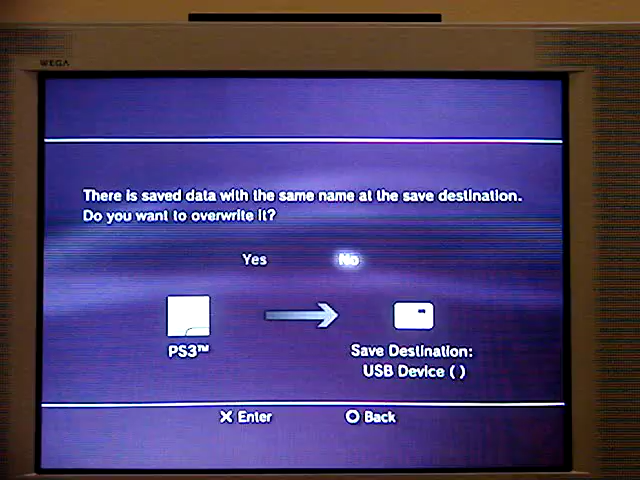 WEGA
There is saved data with the same name at the save destination.
Do you want to overwrite it?
Yes No
PS3™
Save Destination:
USB Device ( )
X Enter O Back